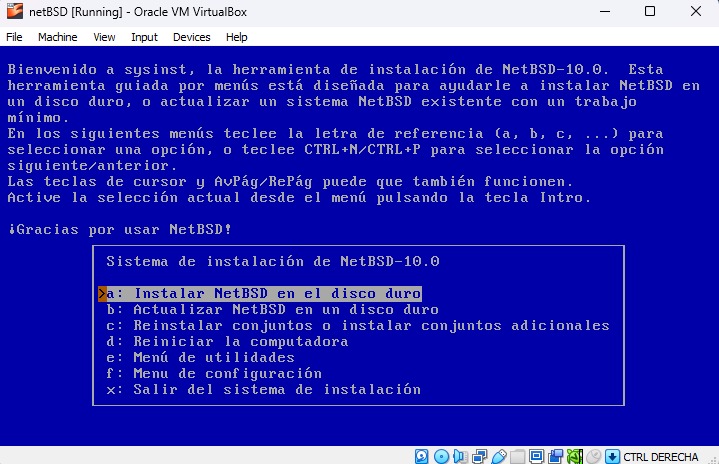 netBSD [Running] - Oracle VM VirtualBox
File Machine View Input Devices Help
Bienvenido a sysinst, la herramienta de instalación de NetBSD-10.0. Esta
herramienta guiada por menús está diseñada para ayudarle a instalar NetBSD en
un disco duro, o actualizar un sistema NetBSD existente con un trabajo
mínimo.
En los siguientes menús teclee la letra de referencia (a, b, c, ...) para
seleccionar una opción, o teclee CTRL+N/CTRL+P para seleccionar la opción
siguiente/anterior.
Las teclas de cursor y AvPág/RePág puede que también funcionen.
Active la selección actual desde el menú pulsando la tecla Intro.
¡Gracias por usar NetBSD!
Sistema de instalación de NetBSD-10.0
>a: Instalar NetBSD en el disco duro
b: Actualizar NetBSD en un disco duro
c: Reinstalar conjuntos o instalar conjuntos adicionales
d: Reiniciar la computadora
e: Menú de utilidades
f: Menu de configuración
x: Salir del sistema de instalación
CTRL DERECHA